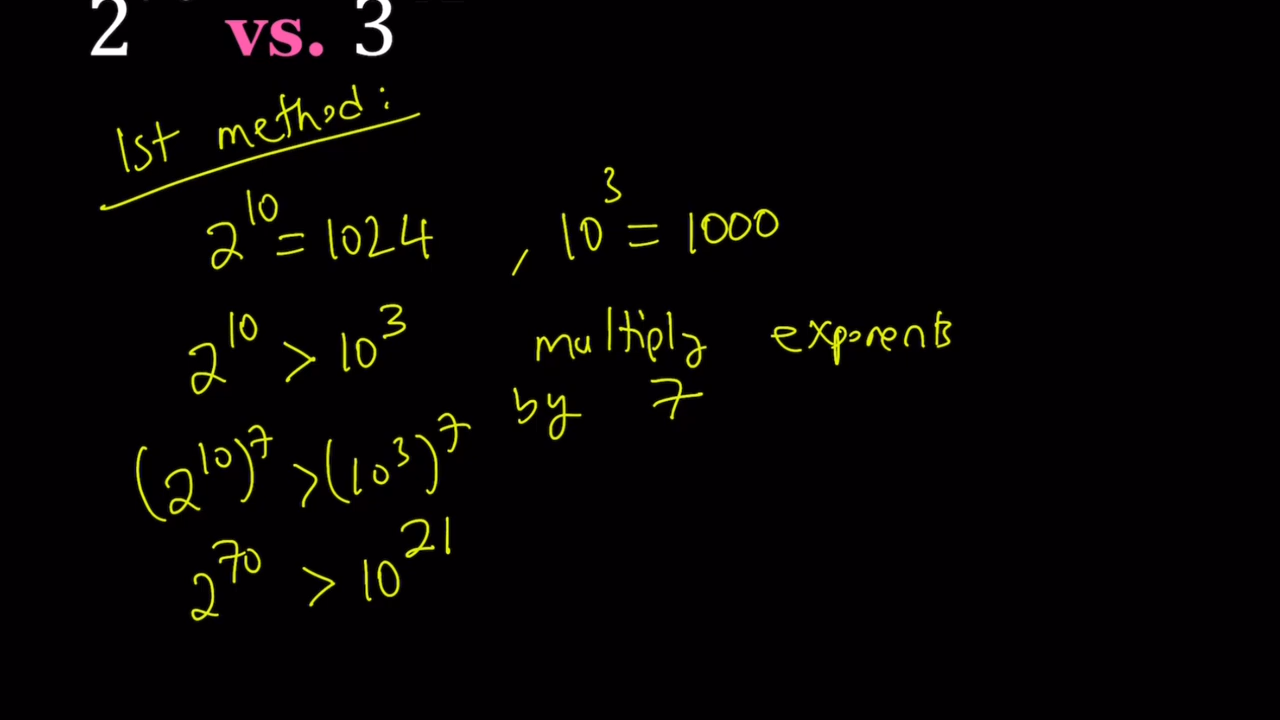 2 vs. 3
1st method:
2^10 = 1024 , 10^3 = 1000
2^10 > 10^3 multiply exponents
by 7
(2^10)^7 > (10^3)^7
2^70 > 10^21